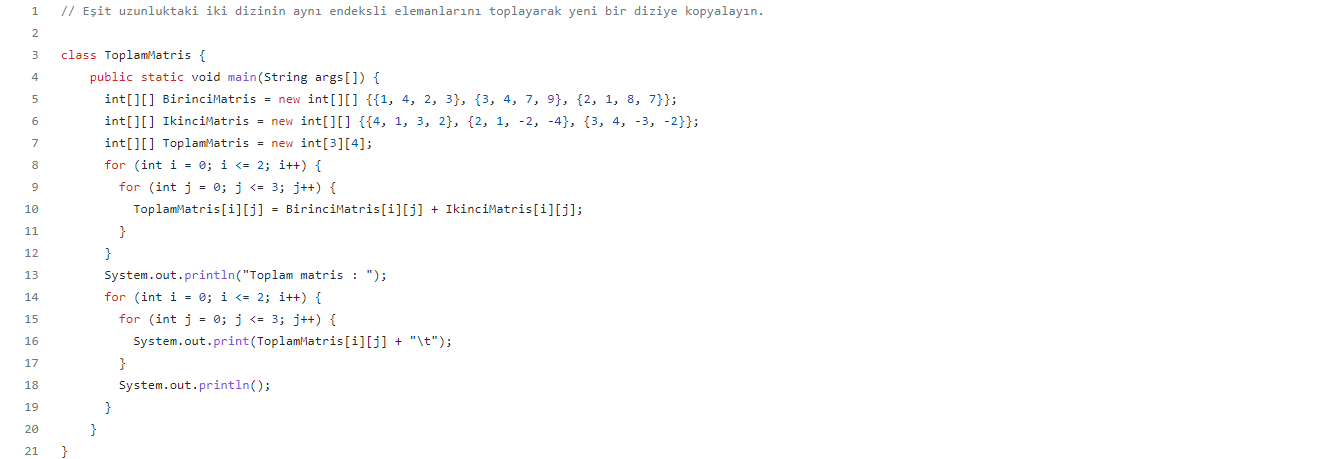 1 // Eşit uzunluktaki iki dizinin aynı endeksli elemanlarını toplayarak yeni bir diziye kopyalayın.
2
3 class ToplamMatris {
4     public static void main(String args[]) {
5       int[][] BirinciMatris = new int[][] {{1, 4, 2, 3}, {3, 4, 7, 9}, {2, 1, 8, 7}};
6       int[][] IkinciMatris = new int[][] {{4, 1, 3, 2}, {2, 1, -2, -4}, {3, 4, -3, -2}};
7       int[][] ToplamMatris = new int[3][4];
8       for (int i = 0; i <= 2; i++) {
9         for (int j = 0; j <= 3; j++) {
10           ToplamMatris[i][j] = BirinciMatris[i][j] + IkinciMatris[i][j];
11         }
12       }
13       System.out.println("Toplam matris : ");
14       for (int i = 0; i <= 2; i++) {
15         for (int j = 0; j <= 3; j++) {
16           System.out.print(ToplamMatris[i][j] + "\t");
17         }
18         System.out.println();
19       }
20     }
21 }